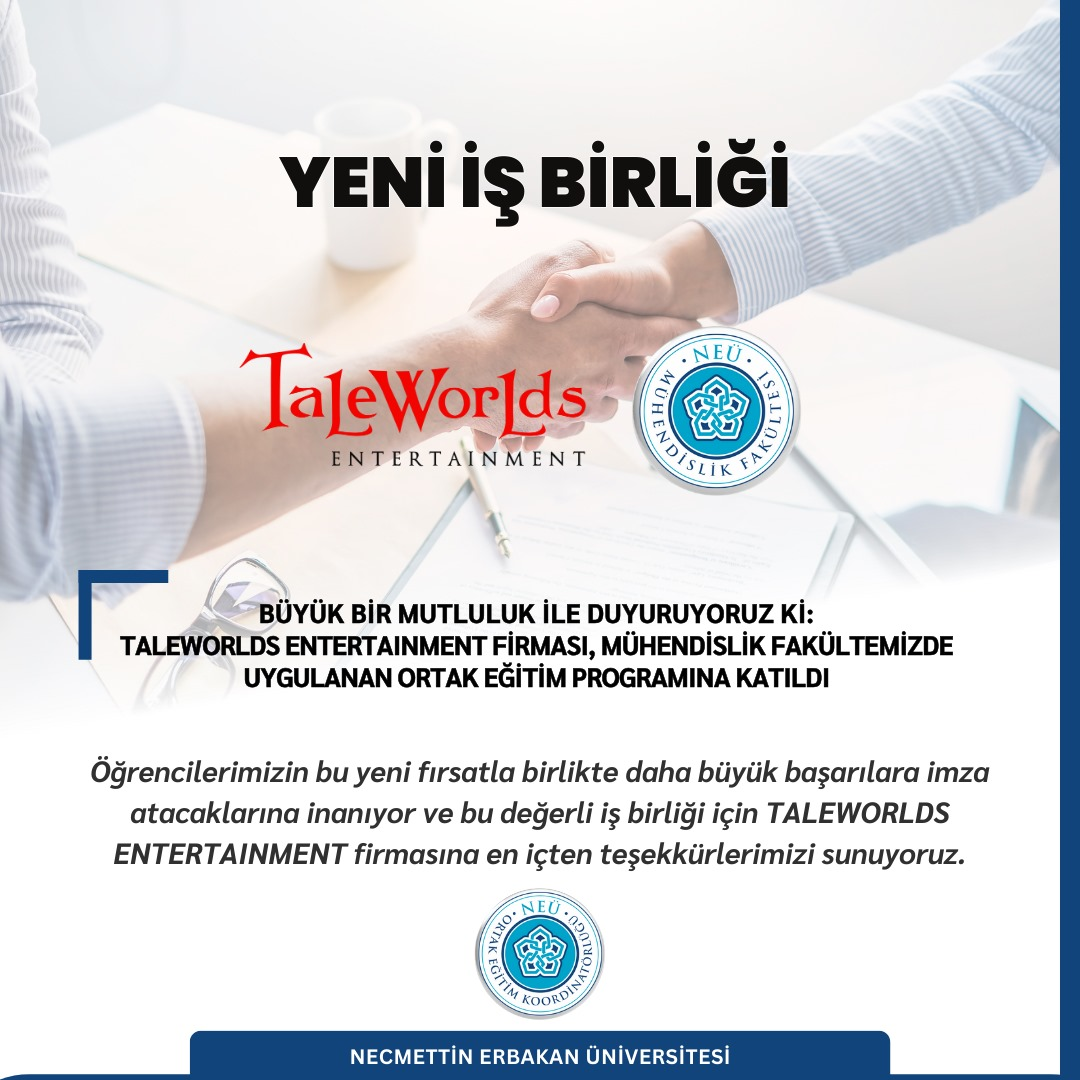 YENİ İŞ BİRLİĞİ
TaleWorlds
ENTERTAINMENT
· NEÜ ·
MÜHENDİSLİK FAKÜLTESİ
BÜYÜK BİR MUTLULUK İLE DUYURUYORUZ Kİ:
TALEWORLDS ENTERTAINMENT FİRMASI, MÜHENDİSLİK FAKÜLTEMİZDE
UYGULANAN ORTAK EĞİTİM PROGRAMINA KATILDI
Öğrencilerimizin bu yeni fırsatla birlikte daha büyük başarılara imza
atacaklarına inanıyor ve bu değerli iş birliği için TALEWORLDS
ENTERTAINMENT firmasına en içten teşekkürlerimizi sunuyoruz.
· NEÜ ·
ORTAK EĞİTİM KOORDİNATÖRLÜĞÜ
NECMETTİN ERBAKAN ÜNİVERSİTESİ